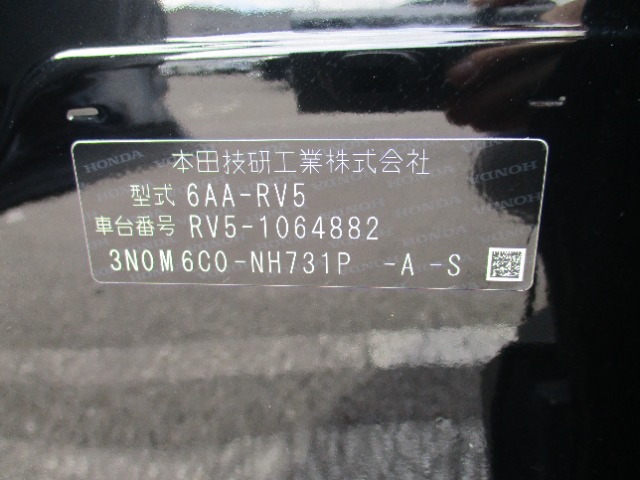 本田技研工業株式会社
型式 6AA-RV5
車台番号 RV5-1064882
3N0M6C0-NH731P -A -S